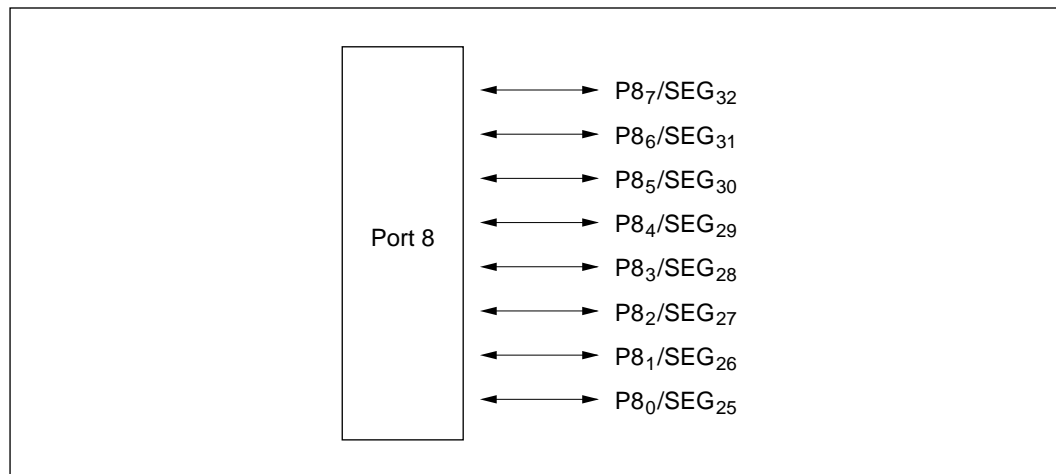 P8₇/SEG₃₂
P8₆/SEG₃₁
P8₅/SEG₃₀
P8₄/SEG₂₉
Port 8
P8₃/SEG₂₈
P8₂/SEG₂₇
P8₁/SEG₂₆
P8₀/SEG₂₅